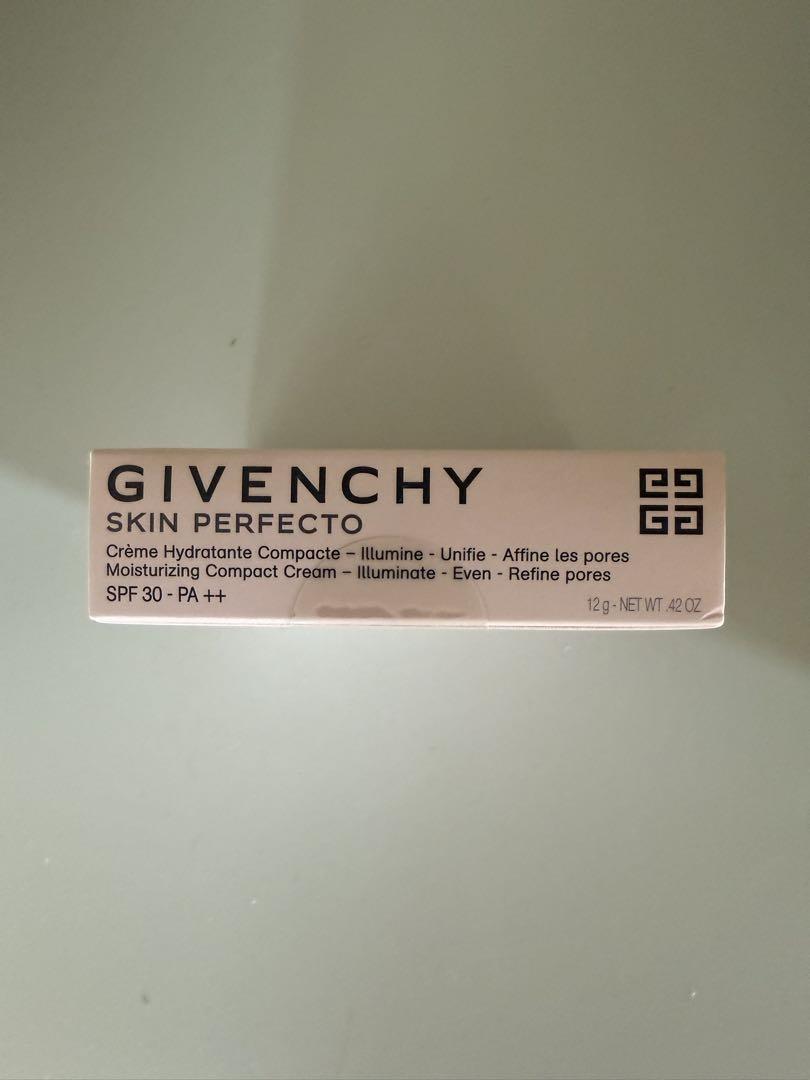 GIVENCHY
SKIN PERFECTO
Crème Hydratante Compacte – Illumine - Unifie - Affine les pores
Moisturizing Compact Cream – Illuminate - Even - Refine pores
SPF 30 - PA ++
12 g - NET WT .42 OZ